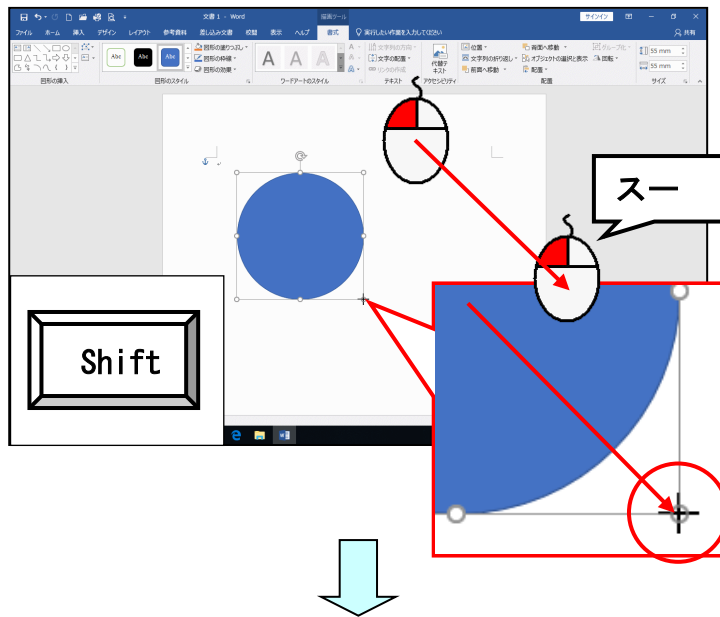 文書 1 - Word
描画ツール
サインイン
ファイル ホーム 挿入 デザイン レイアウト 参考資料 差し込み文書 校閲 表示 ヘルプ 書式 実行したい作業を入力してください 共有
Abc Abc Abc
図形の塗りつぶし
図形の枠線
図形の効果
A A A
文字列の方向
文字の配置
リンクの作成
代替テ
キスト
位置
文字列の折り返し
前面へ移動
背面へ移動
オブジェクトの選択と表示
配置
グループ化
回転
55 mm
55 mm
図形の挿入 図形のスタイル ワードアートのスタイル テキスト アクセシビリティ 配置 サイズ
スー
Shift